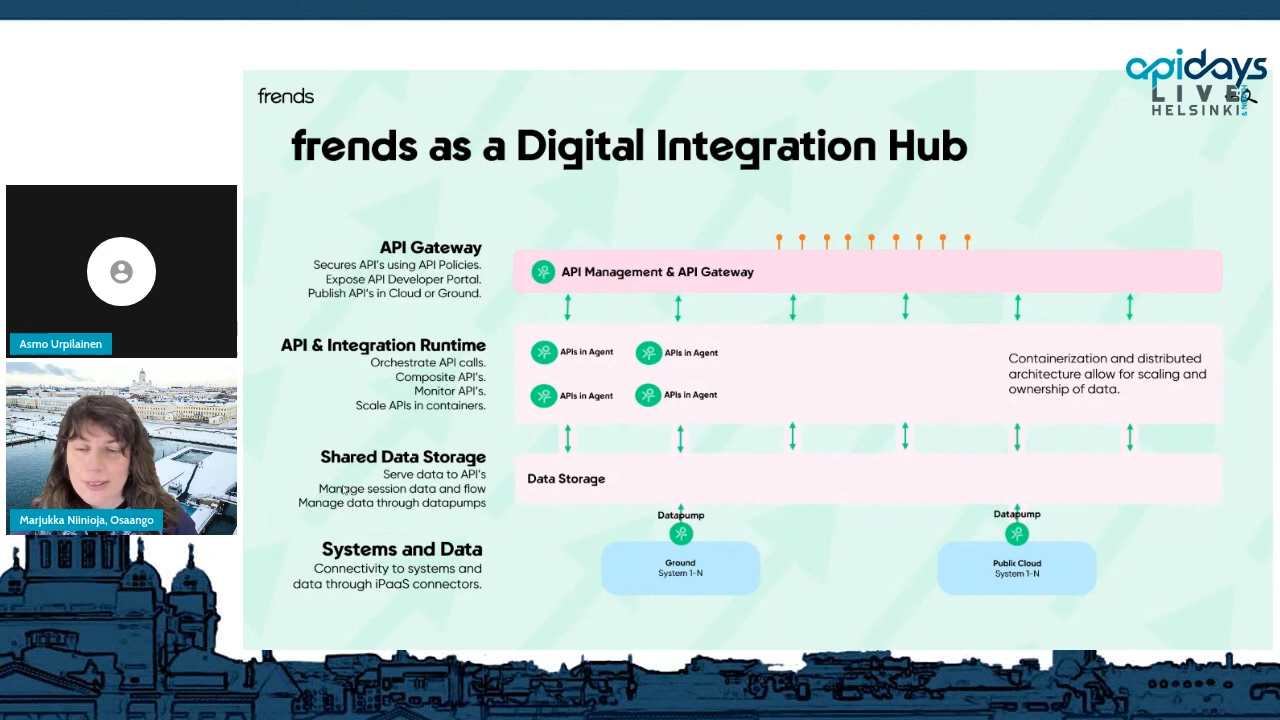 apidays
LIVE
HELSINKI
frends
frends as a Digital Integration Hub
API Gateway
Secures API's using API Policies.
Expose API Developer Portal.
Publish API's in Cloud or Ground.
API Management & API Gateway
API & Integration Runtime
Orchestrate API calls.
Composite API's.
Monitor API's.
Scale APIs in containers.
APIs in Agent
APIs in Agent
APIs in Agent
APIs in Agent
Containerization and distributed
architecture allow for scaling and
ownership of data.
Shared Data Storage
Serve data to API's
Manage session data and flow
Manage data through datapumps
Data Storage
Datapump
Datapump
Systems and Data
Connectivity to systems and
data through iPaaS connectors.
Ground
System 1-N
Public Cloud
System 1-N
Asmo Urpilainen
Marjukka Niinioja, Osaango